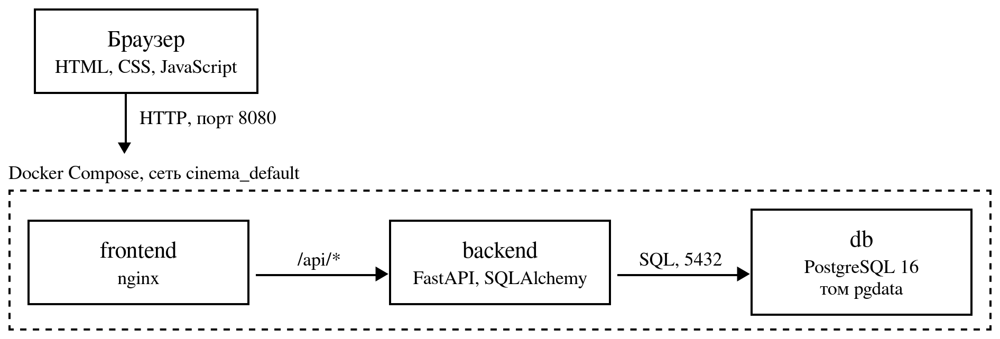 Браузер
HTML, CSS, JavaScript
HTTP, порт 8080
Docker Compose, сеть cinema_default
frontend
nginx
/api/*
backend
FastAPI, SQLAlchemy
SQL, 5432
db
PostgreSQL 16
том pgdata